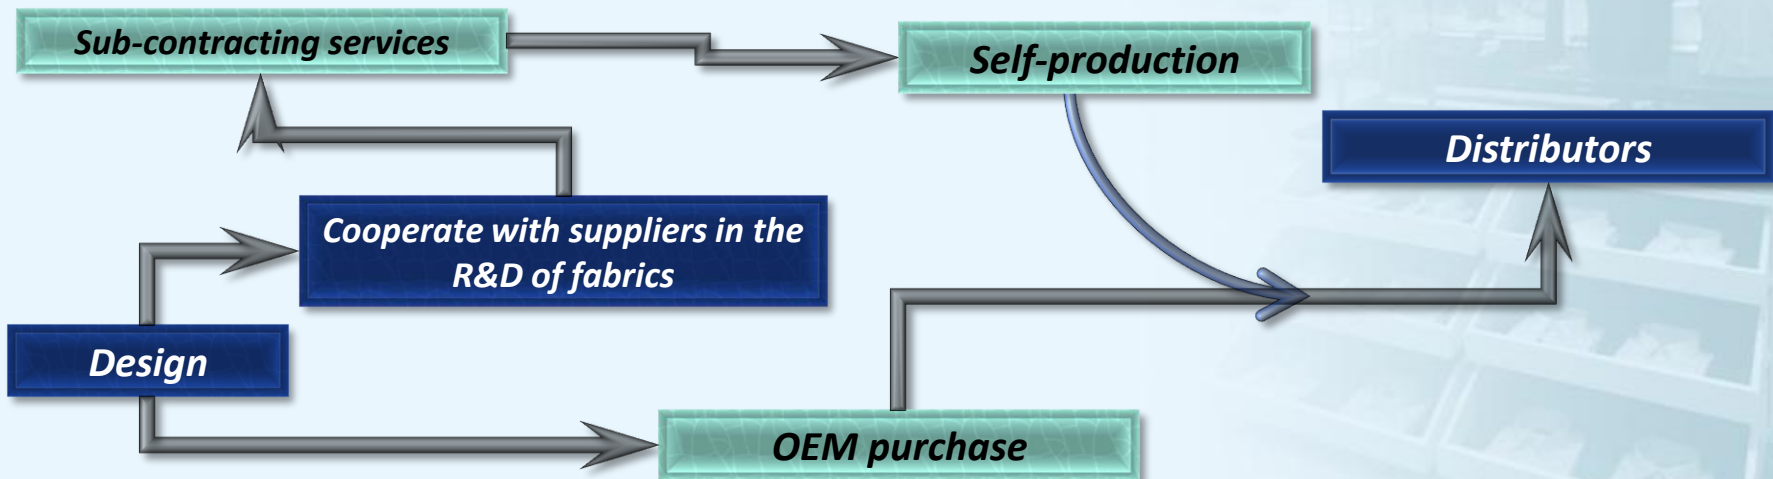 Sub-contracting services
Self-production
Distributors
Cooperate with suppliers in the
R&D of fabrics
Design
OEM purchase